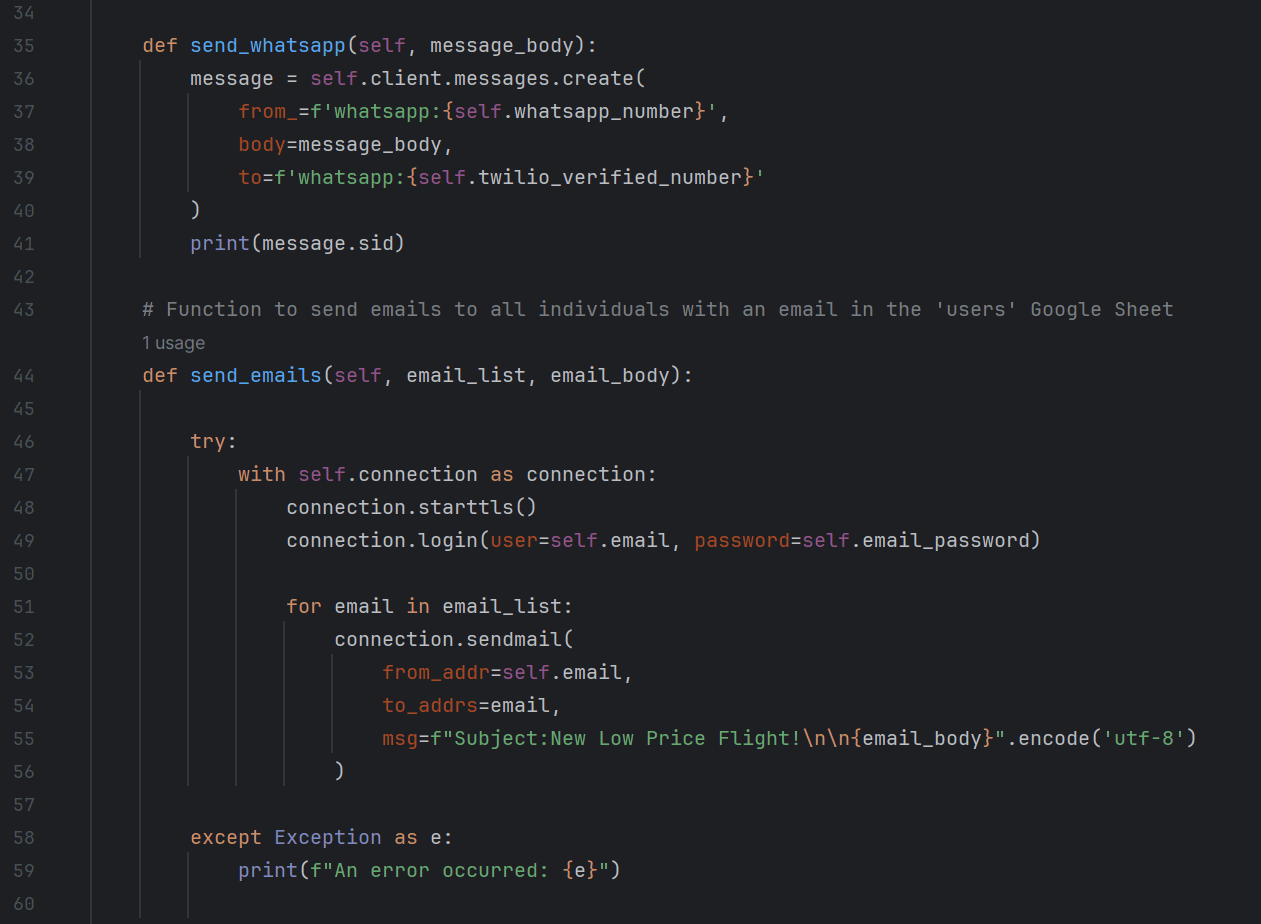 34
35 def send_whatsapp(self, message_body):
36 message = self.client.messages.create(
37 from_=f'whatsapp:{self.whatsapp_number}',
38 body=message_body,
39 to=f'whatsapp:{self.twilio_verified_number}'
40 )
41 print(message.sid)
42
43 # Function to send emails to all individuals with an email in the 'users' Google Sheet
1 usage
44 def send_emails(self, email_list, email_body):
45
46 try:
47 with self.connection as connection:
48 connection.starttls()
49 connection.login(user=self.email, password=self.email_password)
50
51 for email in email_list:
52 connection.sendmail(
53 from_addr=self.email,
54 to_addrs=email,
55 msg=f"Subject:New Low Price Flight!\n\n{email_body}".encode('utf-8')
56 )
57
58 except Exception as e:
59 print(f"An error occurred: {e}")
60